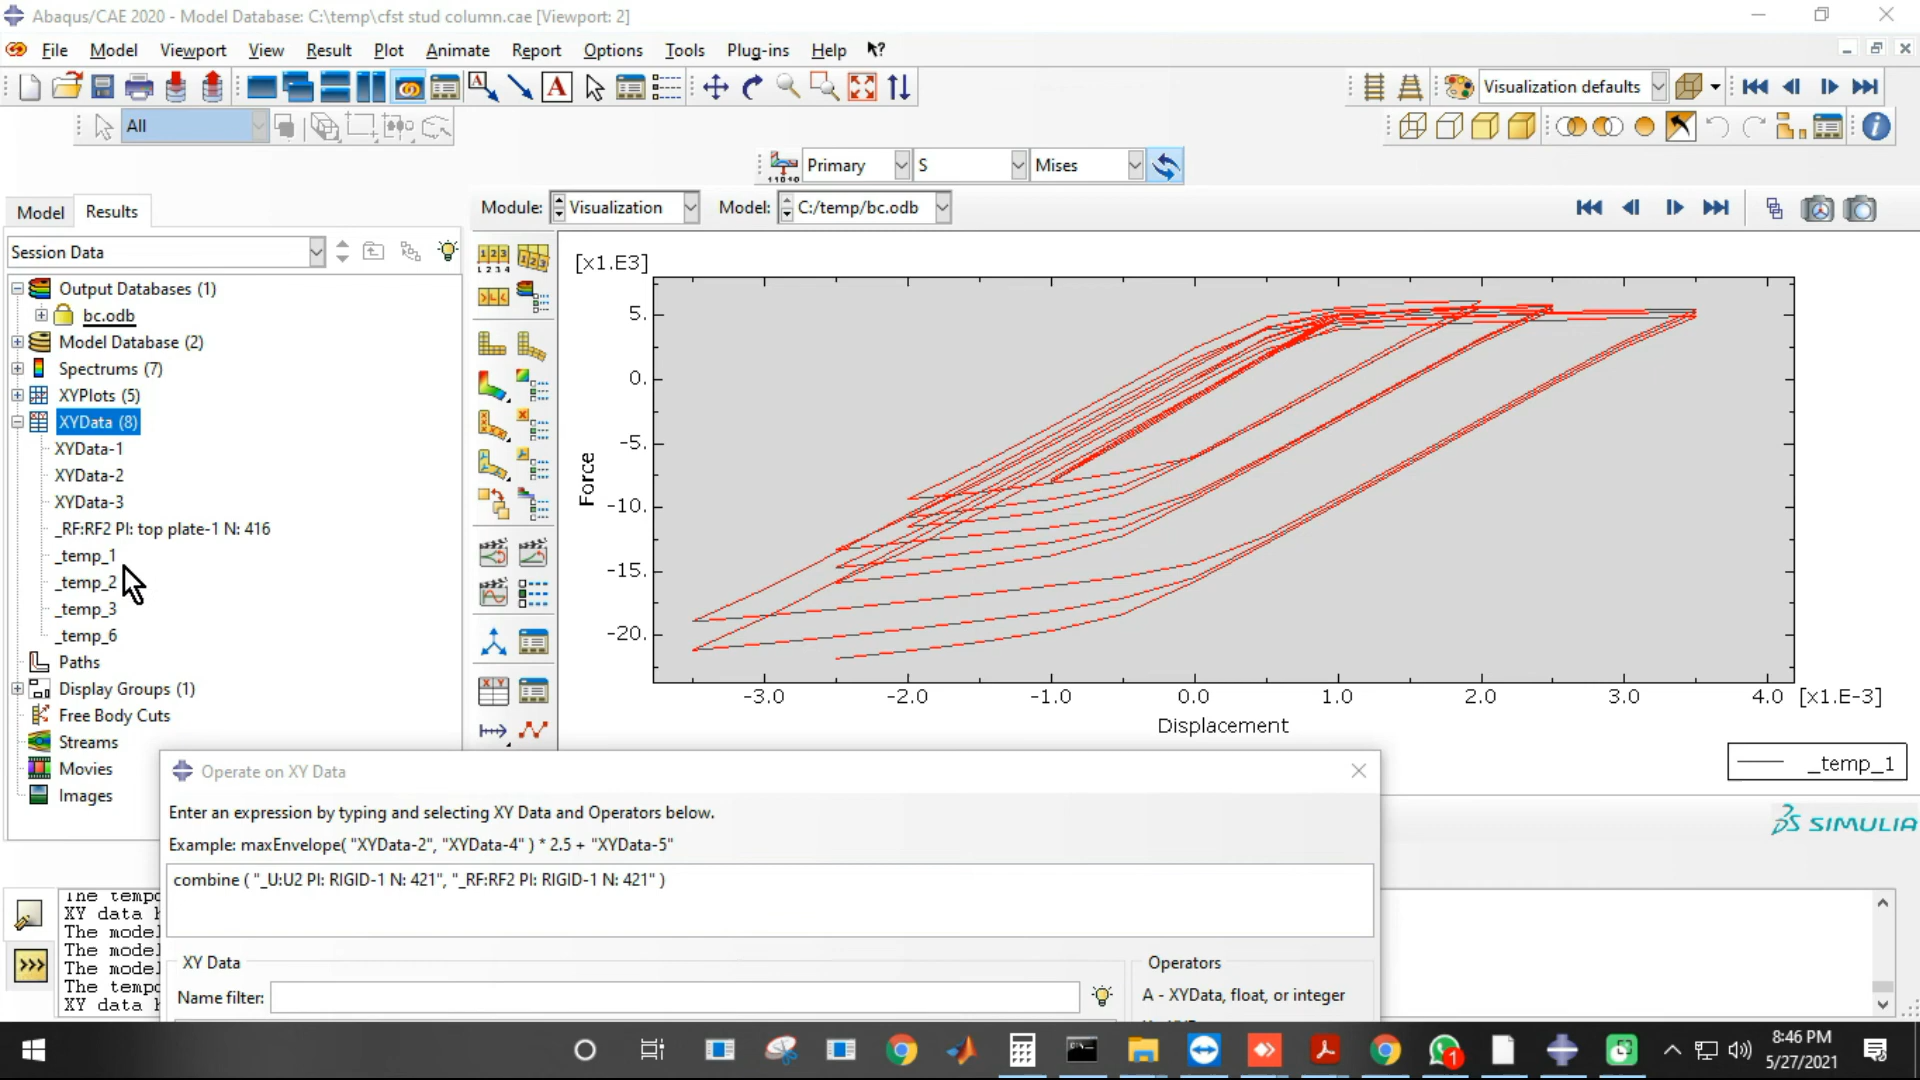 Abaqus/CAE 2020 - Model Database: C:\temp\cfst stud column.cae [Viewport: 2]
File Model Viewport View Result Plot Animate Report Options Tools Plug-ins Help
Visualization defaults
All
Primary S Mises
Model Results
Module: Visualization Model: C:/temp/bc.odb
Session Data
Output Databases (1)
bc.odb
Model Database (2)
Spectrums (7)
XYPlots (5)
XYData (8)
XYData-1
XYData-2
XYData-3
_RF:RF2 PI: top plate-1 N: 416
_temp_1
_temp_2
_temp_3
_temp_6
Paths
Display Groups (1)
Free Body Cuts
Streams
Movies
Images
[x1.E3]
5.
0.
-5.
-10.
-15.
-20.
Force
-3.0 -2.0 -1.0 0.0 1.0 2.0 3.0 4.0 [x1.E-3]
Displacement
_temp_1
SIMULIA
Operate on XY Data
Enter an expression by typing and selecting XY Data and Operators below.
Example: maxEnvelope( "XYData-2", "XYData-4" ) * 2.5 + "XYData-5"
combine ( "_U:U2 PI: RIGID-1 N: 421", "_RF:RF2 PI: RIGID-1 N: 421" )
XY Data
Name filter:
Operators
A - XYData, float, or integer
The tempo
XY data h
The model
The model
The model
The tempo
XY data h
8:46 PM
5/27/2021